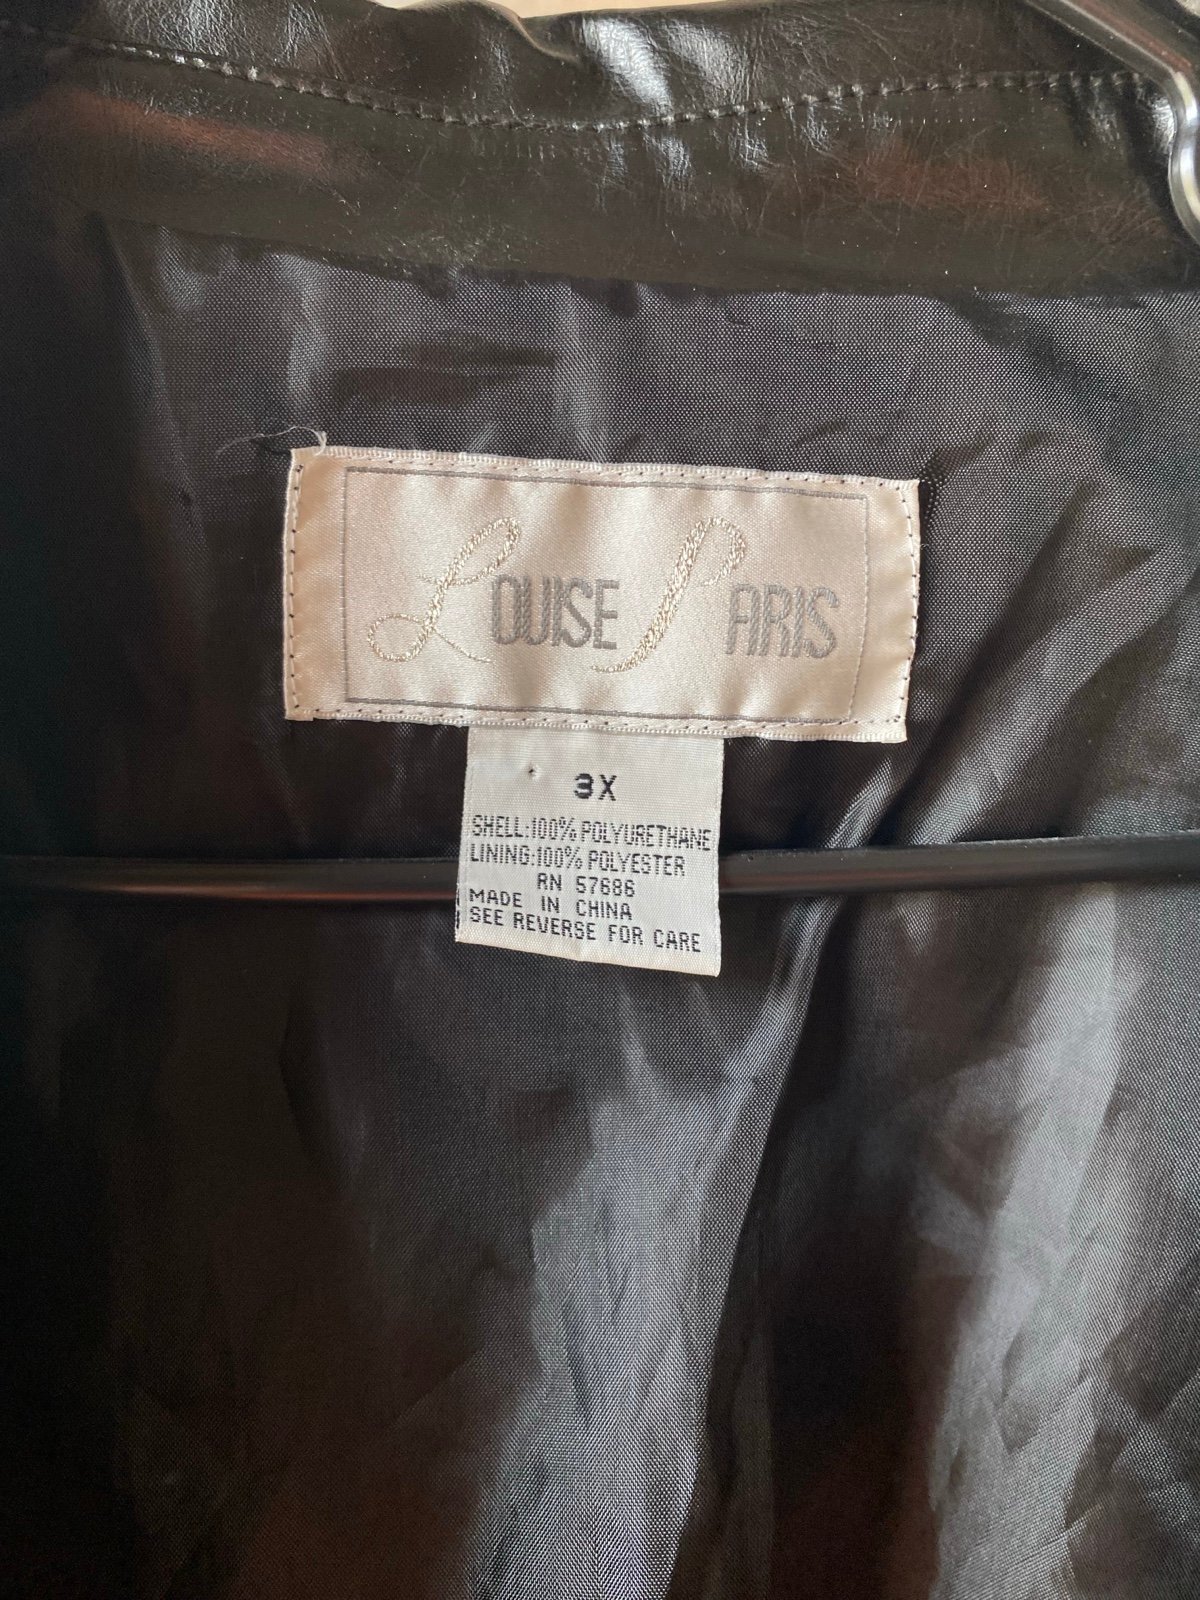 LOUISE PARIS
3X
SHELL:100% POLYURETHANE
LINING:100% POLYESTER
RN 57686
MADE IN CHINA
SEE REVERSE FOR CARE